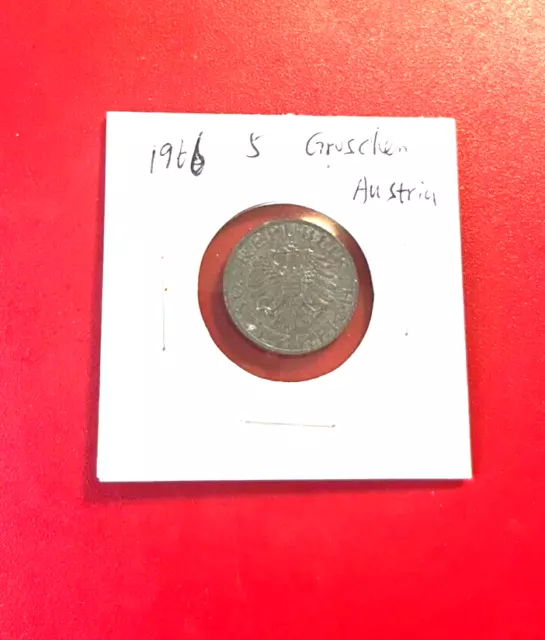 1966 5 Groschen
Austria
REPUBLIK